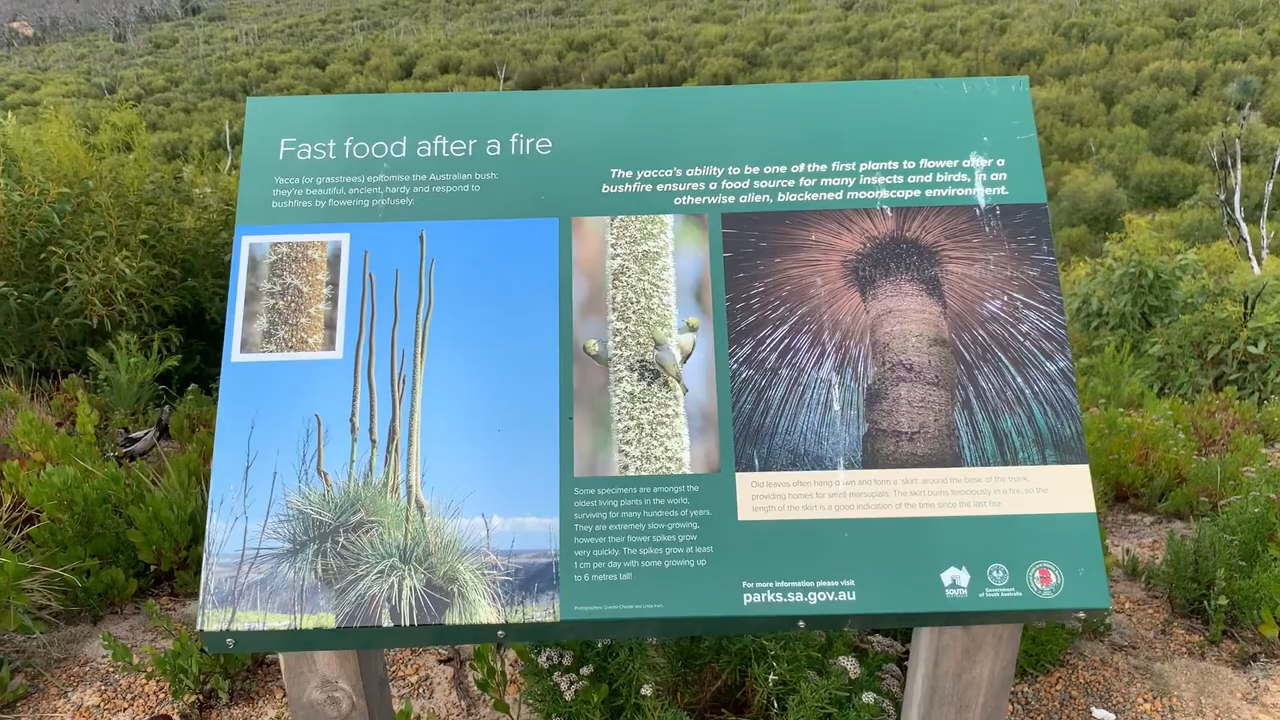 Fast food after a fire
Yacca (or grasstrees) epitomise the Australian bush:
they're beautiful, ancient, hardy and respond to
bushfires by flowering profusely.
The yacca's ability to be one of the first plants to flower after a
bushfire ensures a food source for many insects and birds, in an
otherwise alien, blackened moonscape environment.
Some specimens are amongst the
oldest living plants in the world,
surviving for many hundreds of years.
They are extremely slow-growing,
however their flower spikes grow
very quickly. The spikes grow at least
1 cm per day with some growing up
to 6 metres tall!
Old leaves often hang down and form a 'skirt' around the base of the trunk,
providing homes for small marsupials. The skirt burns ferociously in a fire, so the
length of the skirt is a good indication of the time since the last fire.
For more information please visit
parks.sa.gov.au
SOUTH
Government
of South Australia